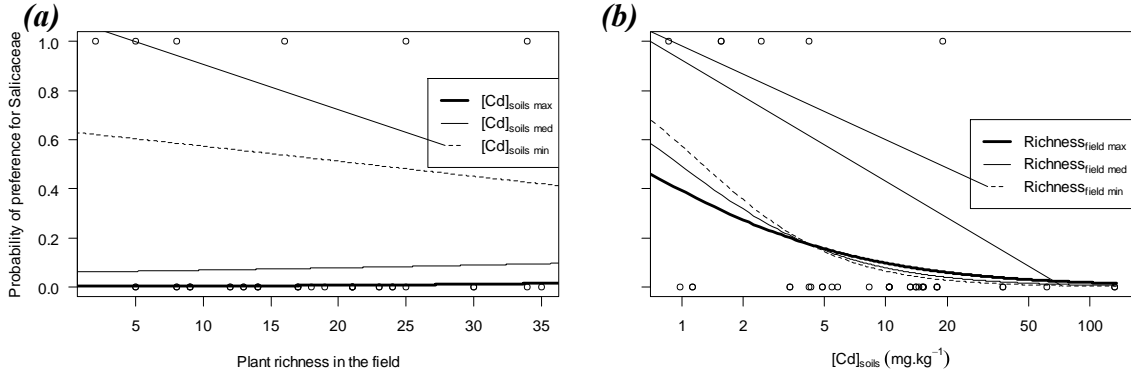 (a)
Probability of preference for Salicaceae
1.0
0.8
0.6
0.4
0.2
0.0
[Cd]soils max
[Cd]soils med
[Cd]soils min
5 10 15 20 25 30 35
Plant richness in the field
(b)
Richnessfield max
Richnessfield med
Richnessfield min
1 2 5 10 20 50 100
[Cd]soils (mg.kg⁻¹)